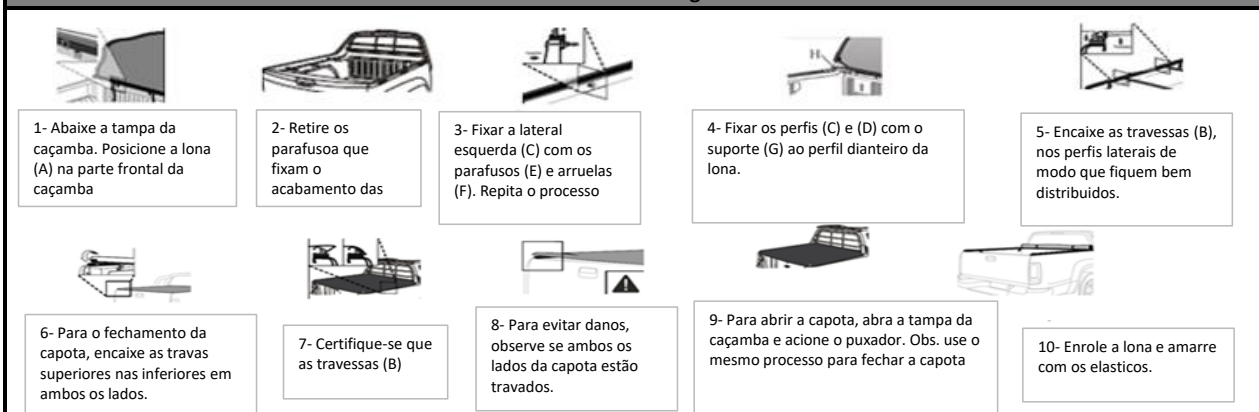 1- Abaixe a tampa da
caçamba. Posicione a lona
(A) na parte frontal da
caçamba
2- Retire os
parafusoa que
fixam o
acabamento das
3- Fixar a lateral
esquerda (C) com os
parafusos (E) e arruelas
(F). Repita o processo
H
4- Fixar os perfis (C) e (D) com o
suporte (G) ao perfil dianteiro da
lona.
5- Encaixe as travessas (B),
nos perfis laterais de
modo que fiquem bem
distribuidos.
6- Para o fechamento da
capota, encaixe as travas
superiores nas inferiores em
ambos os lados.
7- Certifique-se que
as travessas (B)
8- Para evitar danos,
observe se ambos os
lados da capota estão
travados.
9- Para abrir a capota, abra a tampa da
caçamba e acione o puxador. Obs. use o
mesmo processo para fechar a capota
10- Enrole a lona e amarre
com os elasticos.